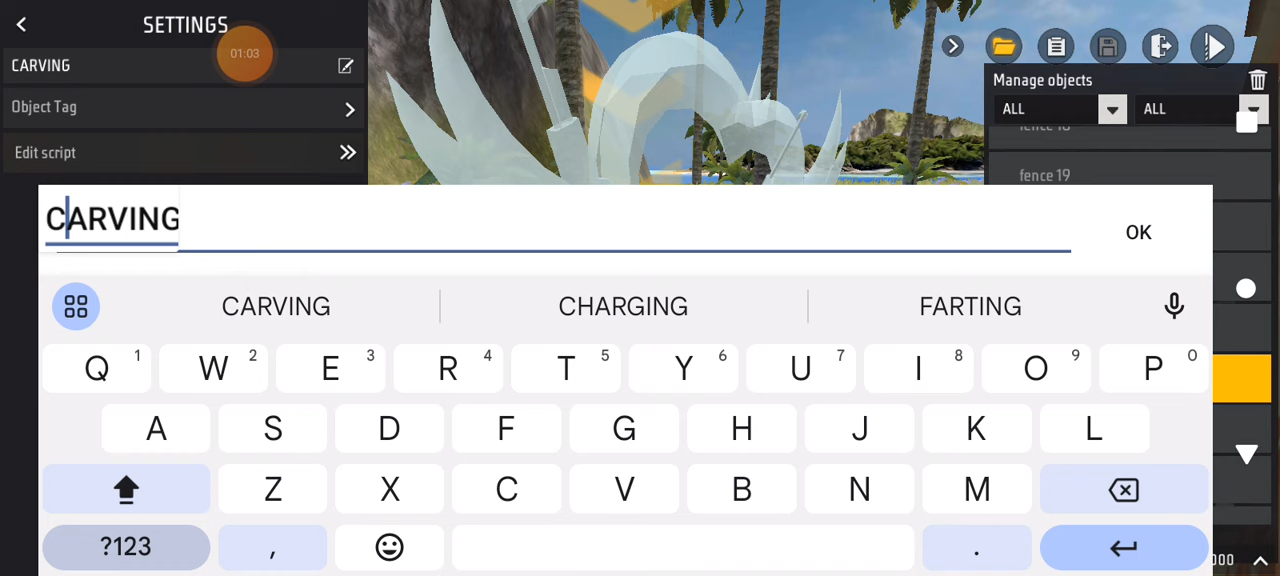 SETTINGS
01:03
CARVING
Object Tag
Edit script
Manage objects
ALL
ALL
fence 19
CARVING
OK
CARVING
CHARGING
FARTING
Q 1 W 2 E 3 R 4 T 5 Y 6 U 7 I 8 O 9 P 0
A S D F G H J K L
Z X C V B N M
?123 , .
000